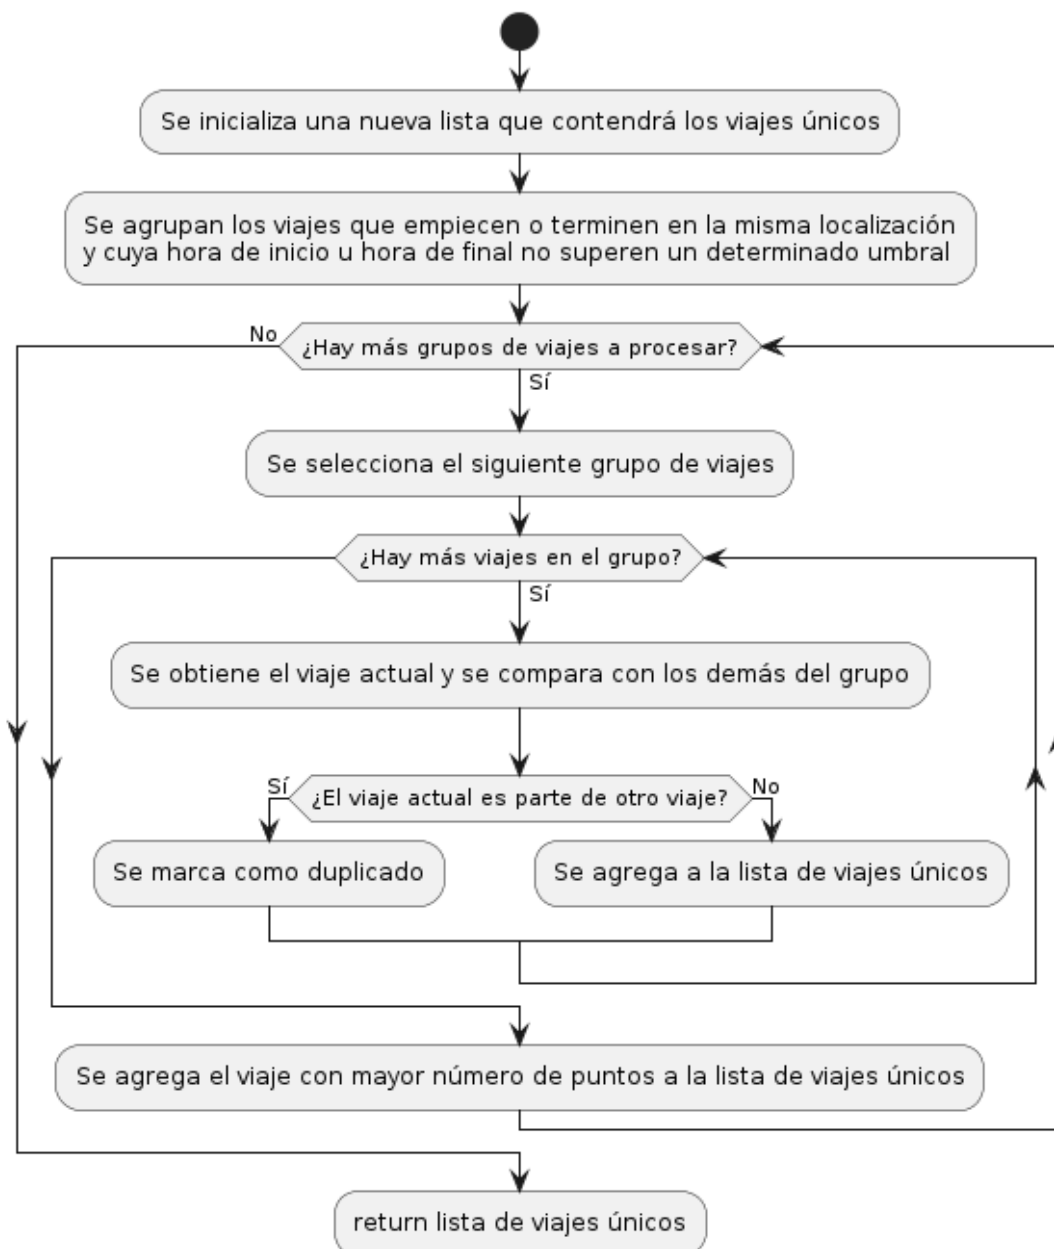 Se inicializa una nueva lista que contendrá los viajes únicos
Se agrupan los viajes que empiecen o terminen en la misma localización
y cuya hora de inicio u hora de final no superen un determinado umbral
No
¿Hay más grupos de viajes a procesar?
Sí
Se selecciona el siguiente grupo de viajes
¿Hay más viajes en el grupo?
Sí
Se obtiene el viaje actual y se compara con los demás del grupo
Sí
¿El viaje actual es parte de otro viaje?
No
Se marca como duplicado
Se agrega a la lista de viajes únicos
Se agrega el viaje con mayor número de puntos a la lista de viajes únicos
return lista de viajes únicos